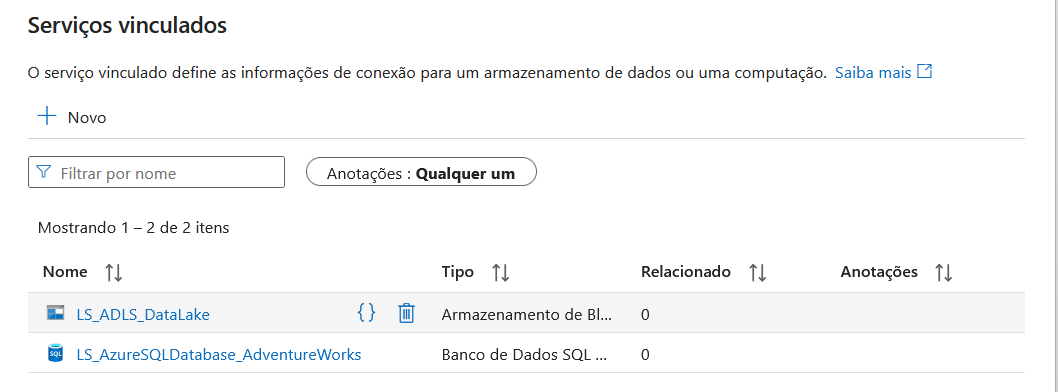 Serviços vinculados
O serviço vinculado define as informações de conexão para um armazenamento de dados ou uma computação. Saiba mais
Novo
Filtrar por nome
Anotações : Qualquer um
Mostrando 1 – 2 de 2 itens
Nome Tipo Relacionado Anotações
LS_ADLS_DataLake {} Armazenamento de Bl... 0
SQL LS_AzureSQLDatabase_AdventureWorks Banco de Dados SQL ... 0